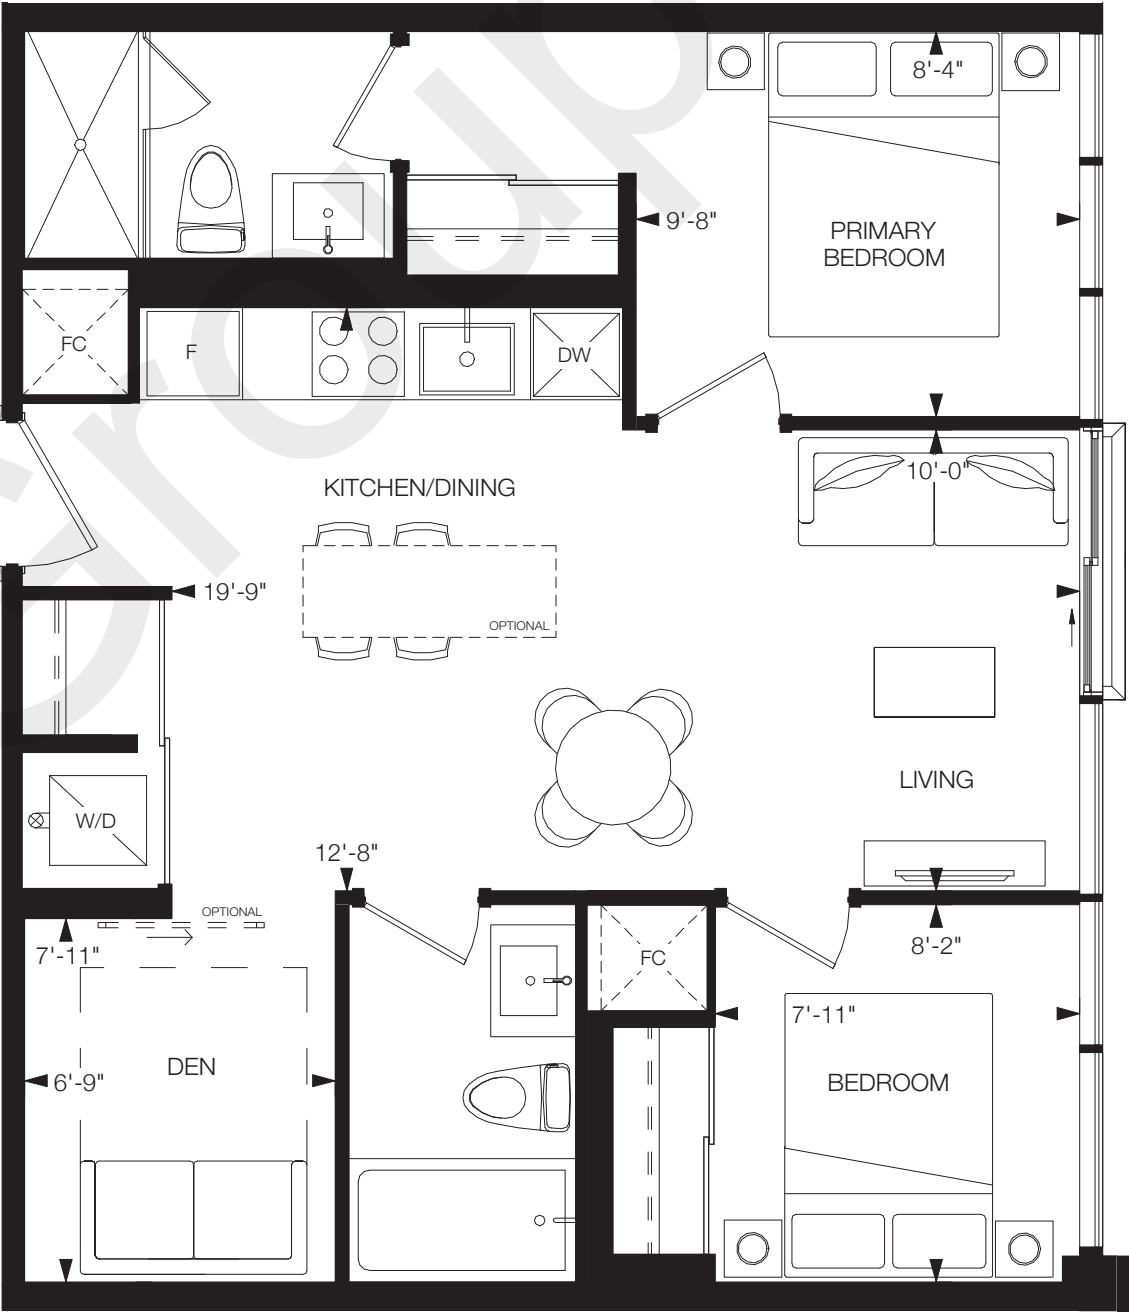 8'-4"
9'-8"
PRIMARY
BEDROOM
FC
F
DW
10'-0"
KITCHEN/DINING
19'-9"
OPTIONAL
LIVING
W/D
12'-8"
OPTIONAL
7'-11"
8'-2"
FC
7'-11"
DEN
6'-9"
BEDROOM
Group